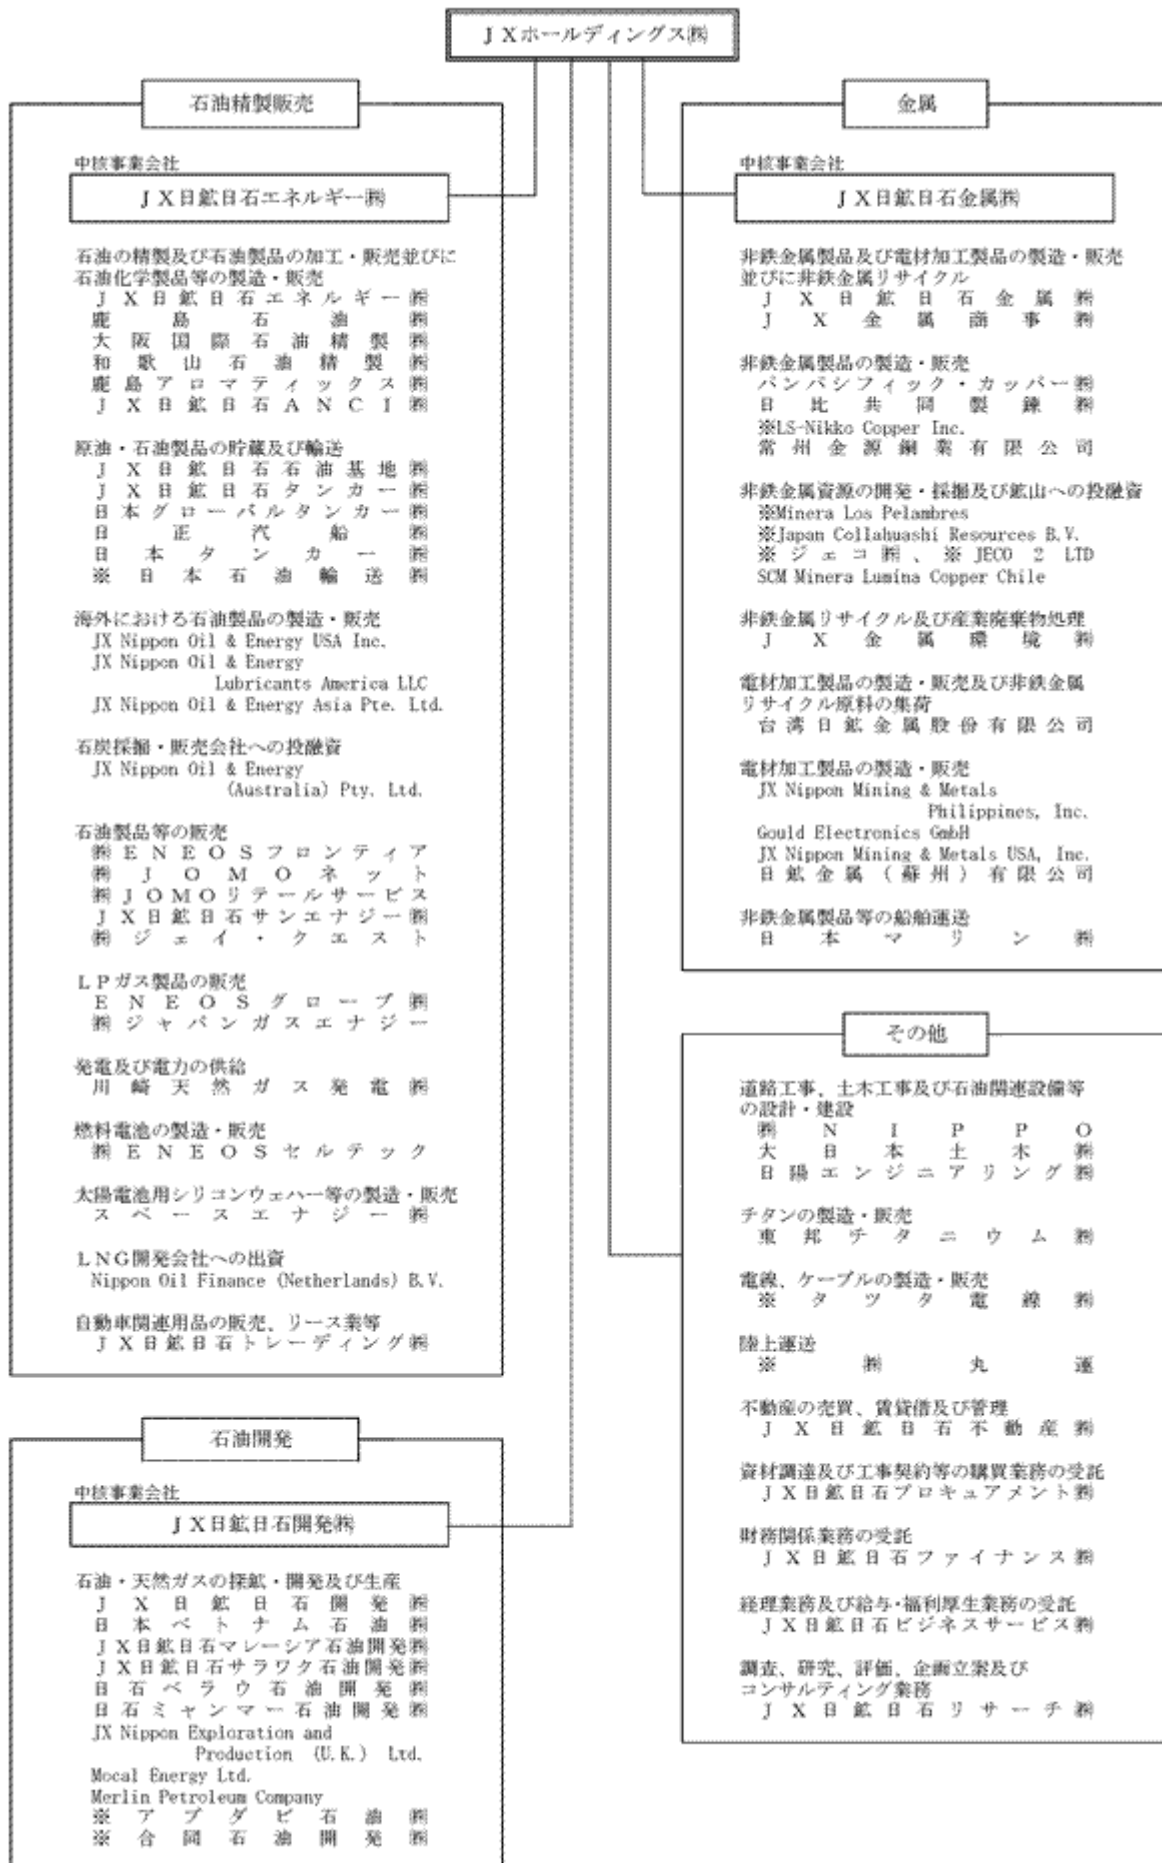 ＪＸホールディングス㈱
石油精製販売
中核事業会社
ＪＸ日鉱日石エネルギー㈱
石油の精製及び石油製品の加工・販売並びに
石油化学製品等の製造・販売
ＪＸ日鉱日石エネルギー㈱
鹿島石油㈱
大阪国際石油精製㈱
和歌山石油精製㈱
鹿島アロマティックス㈱
ＪＸ日鉱日石ＡＮＣＩ㈱
原油・石油製品の貯蔵及び輸送
ＪＸ日鉱日石石油基地㈱
ＪＸ日鉱日石タンカー㈱
日本グローバルタンカー㈱
日正汽船㈱
日本タンカー㈱
※日本石油輸送㈱
海外における石油製品の製造・販売
JX Nippon Oil & Energy USA Inc.
JX Nippon Oil & Energy
Lubricants America LLC
JX Nippon Oil & Energy Asia Pte. Ltd.
石炭採掘・販売会社への投融資
JX Nippon Oil & Energy
(Australia) Pty. Ltd.
石油製品等の販売
㈱ＥＮＥＯＳフロンティア
㈱ＪＯＭＯネット
㈱ＪＯＭＯリテールサービス
ＪＸ日鉱日石サンエナジー㈱
㈱ジェイ・クエスト
ＬＰガス製品の販売
ＥＮＥＯＳグローブ㈱
㈱ジャパンガスエナジー
発電及び電力の供給
川崎天然ガス発電㈱
燃料電池の製造・販売
㈱ＥＮＥＯＳセルテック
太陽電池用シリコンウェハー等の製造・販売
スペースエナジー㈱
ＬＮＧ開発会社への出資
Nippon Oil Finance (Netherlands) B.V.
自動車関連用品の販売、リース業等
ＪＸ日鉱日石トレーディング㈱
石油開発
中核事業会社
ＪＸ日鉱日石開発㈱
石油・天然ガスの探鉱・開発及び生産
ＪＸ日鉱日石開発㈱
日本ベトナム石油㈱
ＪＸ日鉱日石マレーシア石油開発㈱
ＪＸ日鉱日石サラワク石油開発㈱
日石ベラウ石油開発㈱
日石ミャンマー石油開発㈱
JX Nippon Exploration and
Production (U.K.) Ltd.
Mocal Energy Ltd.
Merlin Petroleum Company
※アブダビ石油㈱
※合同石油開発㈱
金属
中核事業会社
ＪＸ日鉱日石金属㈱
非鉄金属製品及び電材加工製品の製造・販売
並びに非鉄金属リサイクル
ＪＸ日鉱日石金属㈱
ＪＸ金属商事㈱
非鉄金属製品の製造・販売
パンパシフィック・カッパー㈱
日比共同製錬㈱
※LS-Nikko Copper Inc.
常州金源銅業有限公司
非鉄金属資源の開発・採掘及び鉱山への投融資
※Minera Los Pelambres
※Japan Collahuashi Resources B.V.
※ジェコ㈱、※JECO 2 LTD
SCM Minera Lumina Copper Chile
非鉄金属リサイクル及び産業廃棄物処理
ＪＸ金属環境㈱
電材加工製品の製造・販売及び非鉄金属
リサイクル原料の集荷
台湾日鉱金属股份有限公司
電材加工製品の製造・販売
JX Nippon Mining & Metals
Philippines, Inc.
Gould Electronics GmbH
JX Nippon Mining & Metals USA, Inc.
日鉱金属（蘇州）有限公司
非鉄金属製品等の船舶運送
日本マリン㈱
その他
道路工事、土木工事及び石油関連設備等
の設計・建設
㈱ＮＩＰＰＯ
大日本土木㈱
日陽エンジニアリング㈱
チタンの製造・販売
東邦チタニウム㈱
電線、ケーブルの製造・販売
※タツタ電線㈱
陸上運送
※㈱丸運
不動産の売買、賃貸借及び管理
ＪＸ日鉱日石不動産㈱
資材調達及び工事契約等の購買業務の受託
ＪＸ日鉱日石プロキュアメント㈱
財務関係業務の受託
ＪＸ日鉱日石ファイナンス㈱
経理業務及び給与・福利厚生業務の受託
ＪＸ日鉱日石ビジネスサービス㈱
調査、研究、評価、企画立案及び
コンサルティング業務
ＪＸ日鉱日石リサーチ㈱